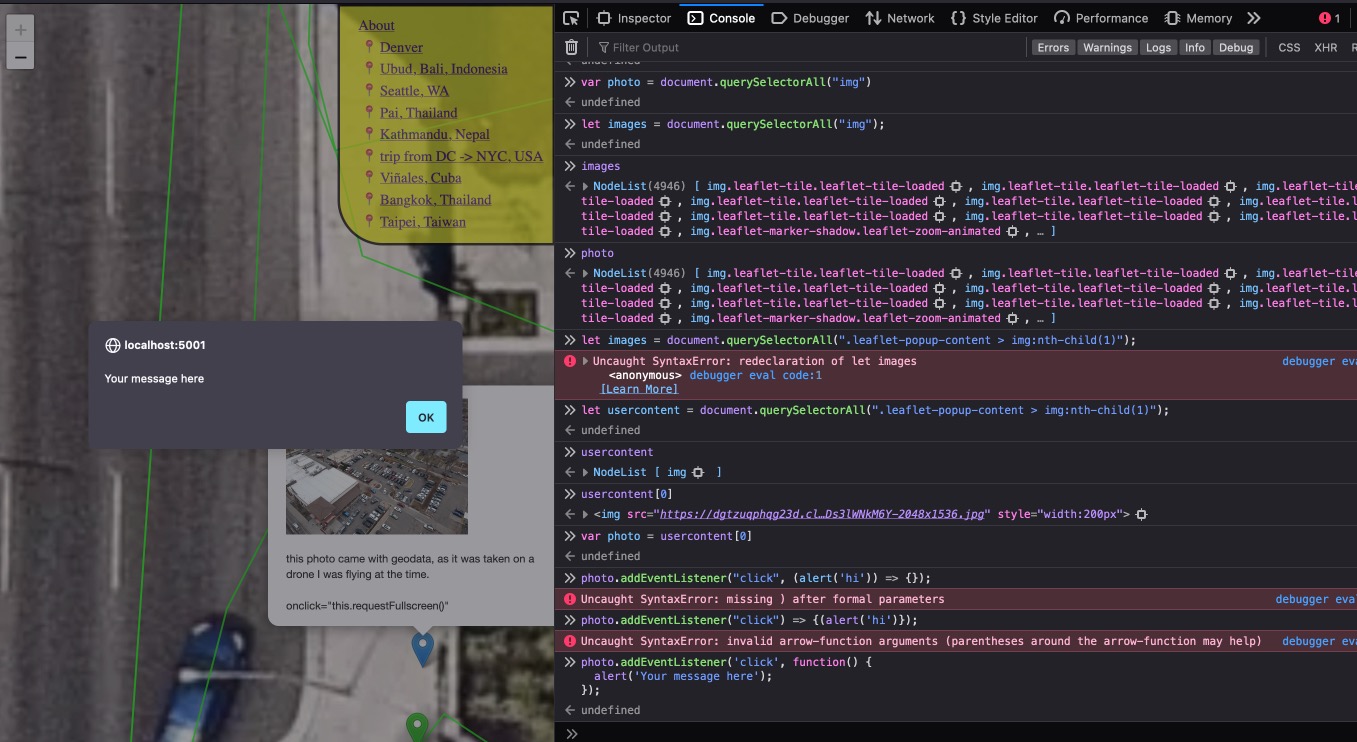 +
−
About
Denver
Ubud, Bali, Indonesia
Seattle, WA
Pai, Thailand
Kathmandu, Nepal
trip from DC -> NYC, USA
Viñales, Cuba
Bangkok, Thailand
Taipei, Taiwan
localhost:5001
Your message here
OK
this photo came with geodata, as it was taken on a
drone I was flying at the time.
onclick="this.requestFullscreen()"
Inspector Console Debugger Network {} Style Editor Performance Memory 1
Filter Output Errors Warnings Logs Info Debug CSS XHR
undefined
var photo = document.querySelectorAll("img")
undefined
let images = document.querySelectorAll("img");
undefined
images
NodeList(4946) [ img.leaflet-tile.leaflet-tile-loaded , img.leaflet-tile.leaflet-tile-loaded , img.leaflet-tile
tile-loaded , img.leaflet-tile.leaflet-tile-loaded , img.leaflet-tile.leaflet-tile-loaded , img.leaflet-tile.l
tile-loaded , img.leaflet-tile.leaflet-tile-loaded , img.leaflet-tile.leaflet-tile-loaded , img.leaflet-tile.l
tile-loaded , img.leaflet-marker-shadow.leaflet-zoom-animated , … ]
photo
NodeList(4946) [ img.leaflet-tile.leaflet-tile-loaded , img.leaflet-tile.leaflet-tile-loaded , img.leaflet-tile
tile-loaded , img.leaflet-tile.leaflet-tile-loaded , img.leaflet-tile.leaflet-tile-loaded , img.leaflet-tile.l
tile-loaded , img.leaflet-tile.leaflet-tile-loaded , img.leaflet-tile.leaflet-tile-loaded , img.leaflet-tile.l
tile-loaded , img.leaflet-marker-shadow.leaflet-zoom-animated , … ]
let images = document.querySelectorAll(".leaflet-popup-content > img:nth-child(1)");
Uncaught SyntaxError: redeclaration of let images debugger eva
<anonymous> debugger eval code:1
[Learn More]
let usercontent = document.querySelectorAll(".leaflet-popup-content > img:nth-child(1)");
undefined
usercontent
NodeList [ img ]
usercontent[0]
<img src="https://dgtzuqphqg23d.cl…Ds3lWNkM6Y-2048x1536.jpg" style="width:200px">
var photo = usercontent[0]
undefined
photo.addEventListener("click", (alert('hi')) => {});
Uncaught SyntaxError: missing ) after formal parameters debugger eval
photo.addEventListener("click") => {(alert('hi')});
Uncaught SyntaxError: invalid arrow-function arguments (parentheses around the arrow-function may help) debugger eval
photo.addEventListener('click', function() {
alert('Your message here');
});
undefined